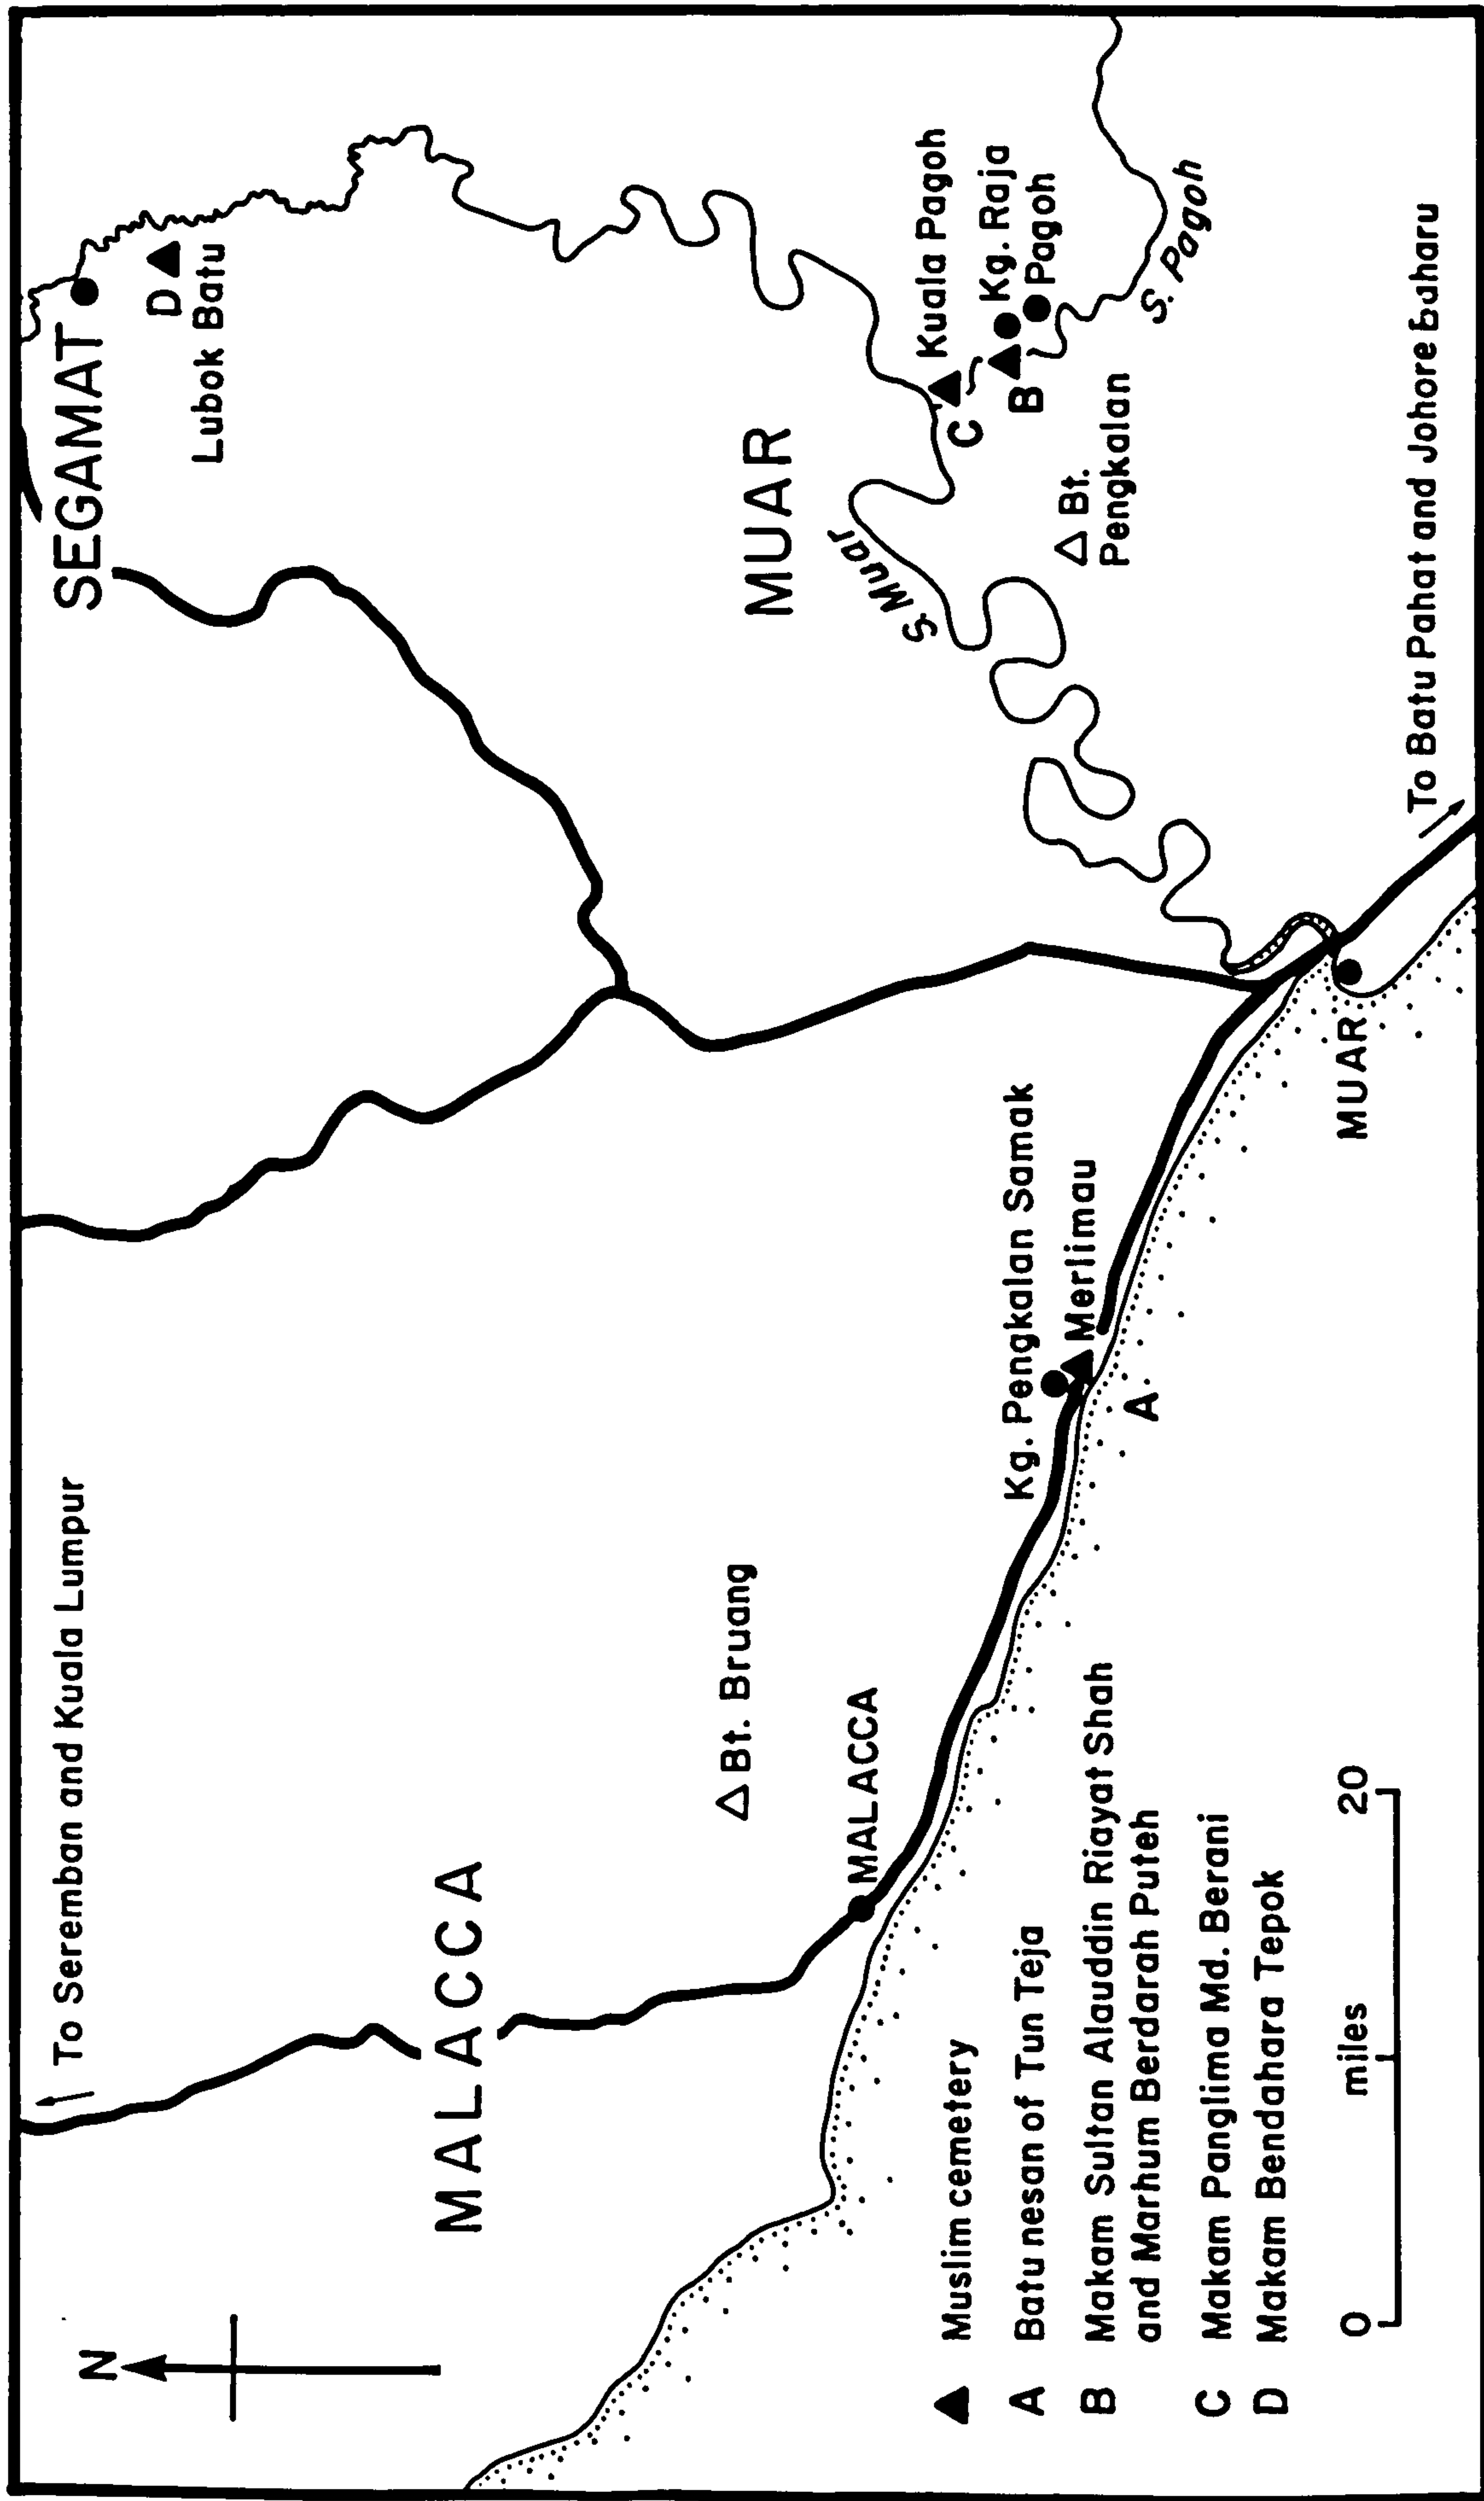 N
To Seremban and Kuala Lumpur
SEGAMAT
D
Lubok Batu
MALACCA
MUAR
S. Muar
△Bt. Bruang
MALACCA
Kuala Pagoh
C
Kg. Raja
B
Pagoh
△Bt.
Pengkalan
S. Pagoh
Kg. Pengkalan Samak
Merlimau
A
MUAR
To Batu Pahat and Johore Baharu
▲ Muslim cemetery
A Batu nesan of Tun Teja
B Makam Sultan Alauddin Riayat Shah
and Marhum Berdarah Puteh
C Makam Panglima Md. Berani
D Makam Bendahara Tepok
0 miles 20